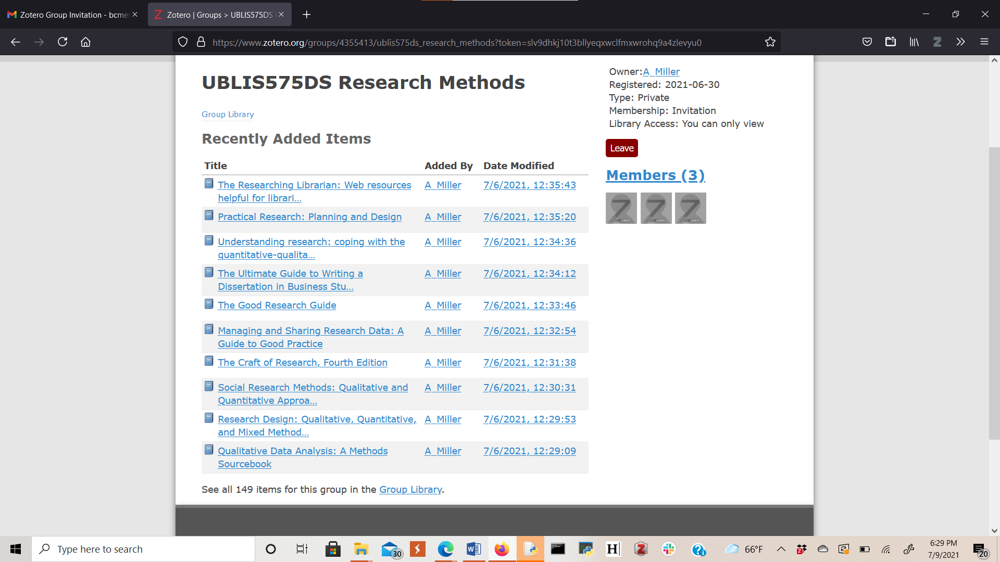 Zotero Group Invitation - bcmes
Zotero | Groups > UBLIS575DS
https://www.zotero.org/groups/4355413/ublis575ds_research_methods?token=slv9dhkj10t3bllyeqxwclfmxwrohq9a4zlevyu0
UBLIS575DS Research Methods
Group Library
Recently Added Items
Title Added By Date Modified
The Researching Librarian: Web resources
helpful for librari... A_Miller 7/6/2021, 12:35:43
Practical Research: Planning and Design A_Miller 7/6/2021, 12:35:20
Understanding research: coping with the
quantitative-qualita... A_Miller 7/6/2021, 12:34:36
The Ultimate Guide to Writing a
Dissertation in Business Stu... A_Miller 7/6/2021, 12:34:12
The Good Research Guide A_Miller 7/6/2021, 12:33:46
Managing and Sharing Research Data: A
Guide to Good Practice A_Miller 7/6/2021, 12:32:54
The Craft of Research, Fourth Edition A_Miller 7/6/2021, 12:31:38
Social Research Methods: Qualitative and
Quantitative Approa... A_Miller 7/6/2021, 12:30:31
Research Design: Qualitative, Quantitative,
and Mixed Method... A_Miller 7/6/2021, 12:29:53
Qualitative Data Analysis: A Methods
Sourcebook A_Miller 7/6/2021, 12:29:09
See all 149 items for this group in the Group Library.
Owner:A_Miller
Registered: 2021-06-30
Type: Private
Membership: Invitation
Library Access: You can only view
Leave
Members (3)
Type here to search
30
66°F
2
6:29 PM
7/9/2021
20